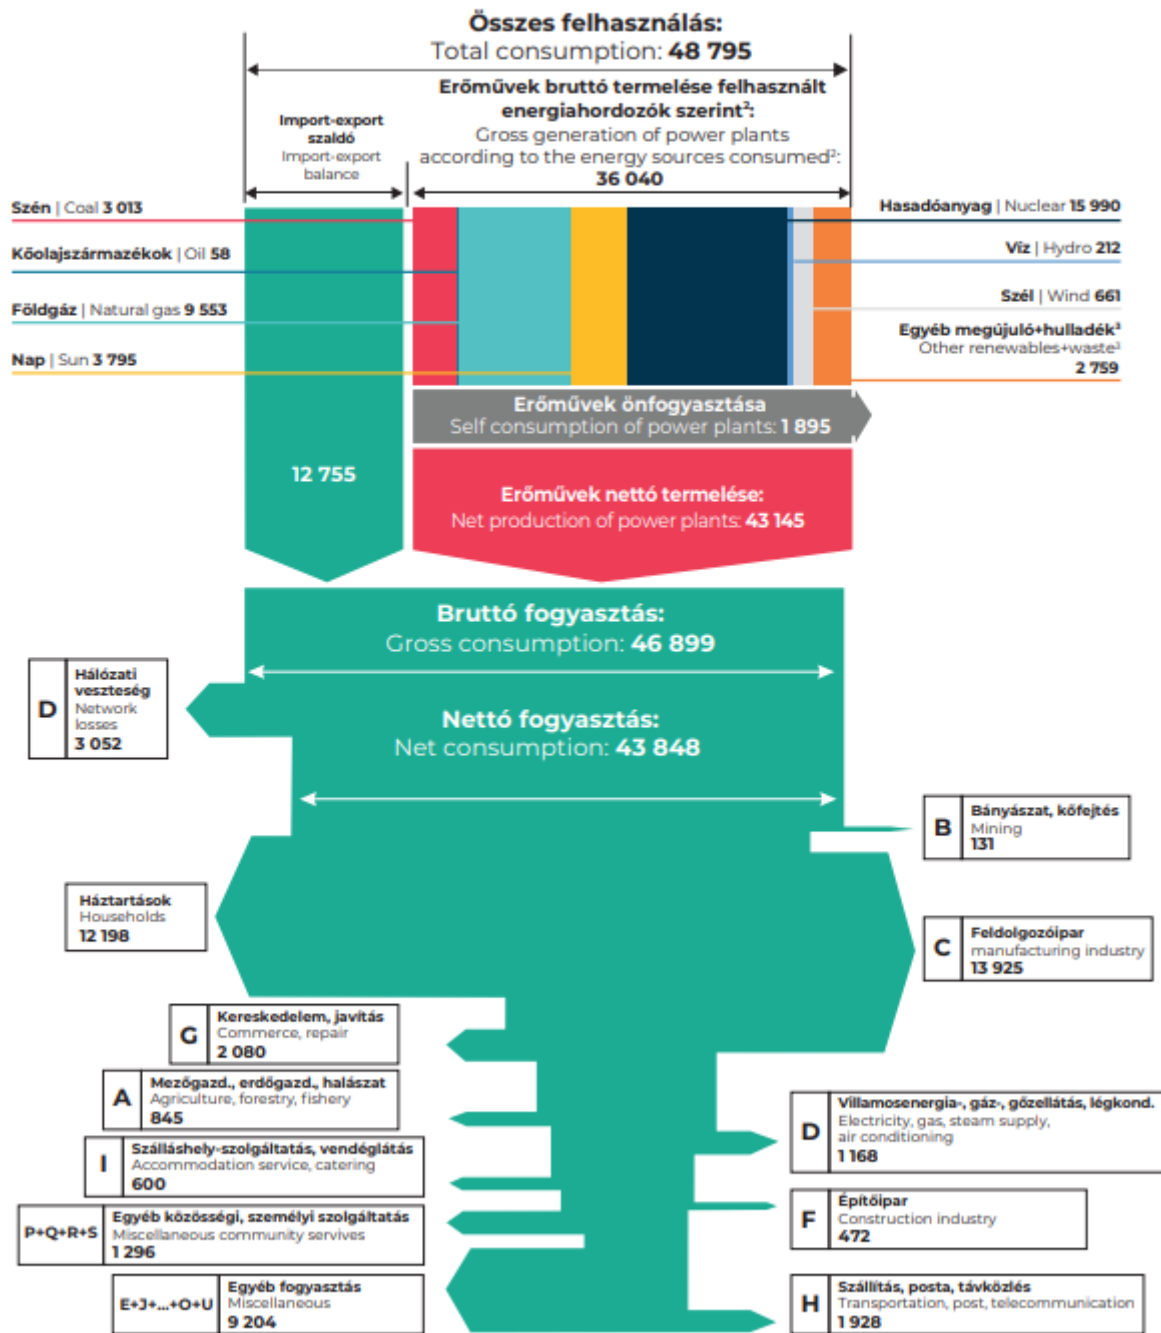 Összes felhasználás:
Total consumption: 48 795
Erőművek bruttó termelése felhasznált
energiahordozók szerint²:
Gross generation of power plants
according to the energy sources consumed²:
36 040
Import-export
szaldó
Import-export
balance
Szén | Coal 3 013
Kőolajszármazékok | Oil 58
Földgáz | Natural gas 9 553
Nap | Sun 3 795
Hasadóanyag | Nuclear 15 990
Víz | Hydro 212
Szél | Wind 661
Egyéb megújuló+hulladék³
Other renewables+waste³
2 759
Erőművek önfogyasztása
Self consumption of power plants: 1 895
12 755
Erőművek nettó termelése:
Net production of power plants: 43 145
Bruttó fogyasztás:
Gross consumption: 46 899
D
Hálózati
veszteség
Network
losses
3 052
Nettó fogyasztás:
Net consumption: 43 848
B
Bányászat, kőfejtés
Mining
131
Háztartások
Households
12 198
C
Feldolgozóipar
manufacturing industry
13 925
G
Kereskedelem, javítás
Commerce, repair
2 080
A
Mezőgazd., erdőgazd., halászat
Agriculture, forestry, fishery
845
D
Villamosenergia-, gáz-, gőzellátás, légkond.
Electricity, gas, steam supply,
air conditioning
1 168
I
Szálláshely-szolgáltatás, vendéglátás
Accommodation service, catering
600
P+Q+R+S
Egyéb közösségi, személyi szolgáltatás
Miscellaneous community servives
1 296
F
Építőipar
Construction industry
472
E+J+...+O+U
Egyéb fogyasztás
Miscellaneous
9 204
H
Szállítás, posta, távközlés
Transportation, post, telecommunication
1 928